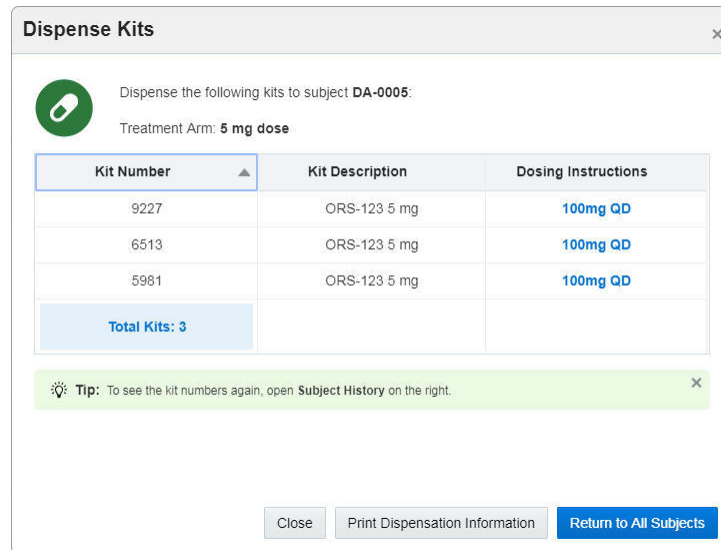 Dispense Kits
Dispense the following kits to subject DA-0005:
Treatment Arm: 5 mg dose
Kit Number Kit Description Dosing Instructions
9227 ORS-123 5 mg 100mg QD
6513 ORS-123 5 mg 100mg QD
5981 ORS-123 5 mg 100mg QD
Total Kits: 3
Tip: To see the kit numbers again, open Subject History on the right.
Close Print Dispensation Information Return to All Subjects